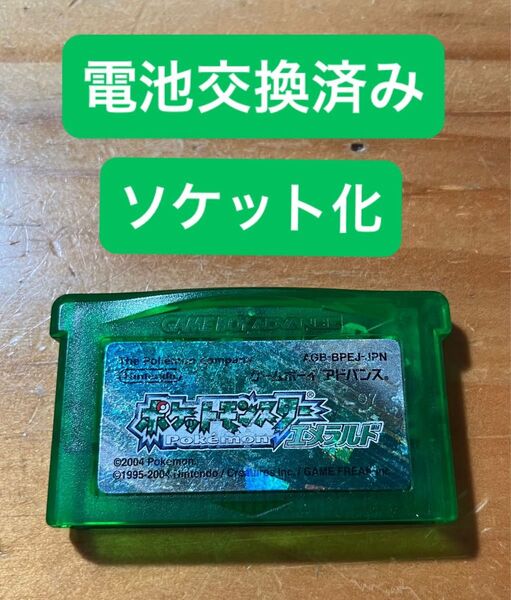 電池交換済み
ソケット化
GAME BOY ADVANCE
The Pokémon Company
Nintendo
AGB-BPEJ-JPN
ゲームボーイアドバンス®
07
ポケットモンスター
Pokémon
エメラルド
©2004 Pokémon.
©1995-2004 Nintendo / Creatures inc. / GAME FREAK inc.